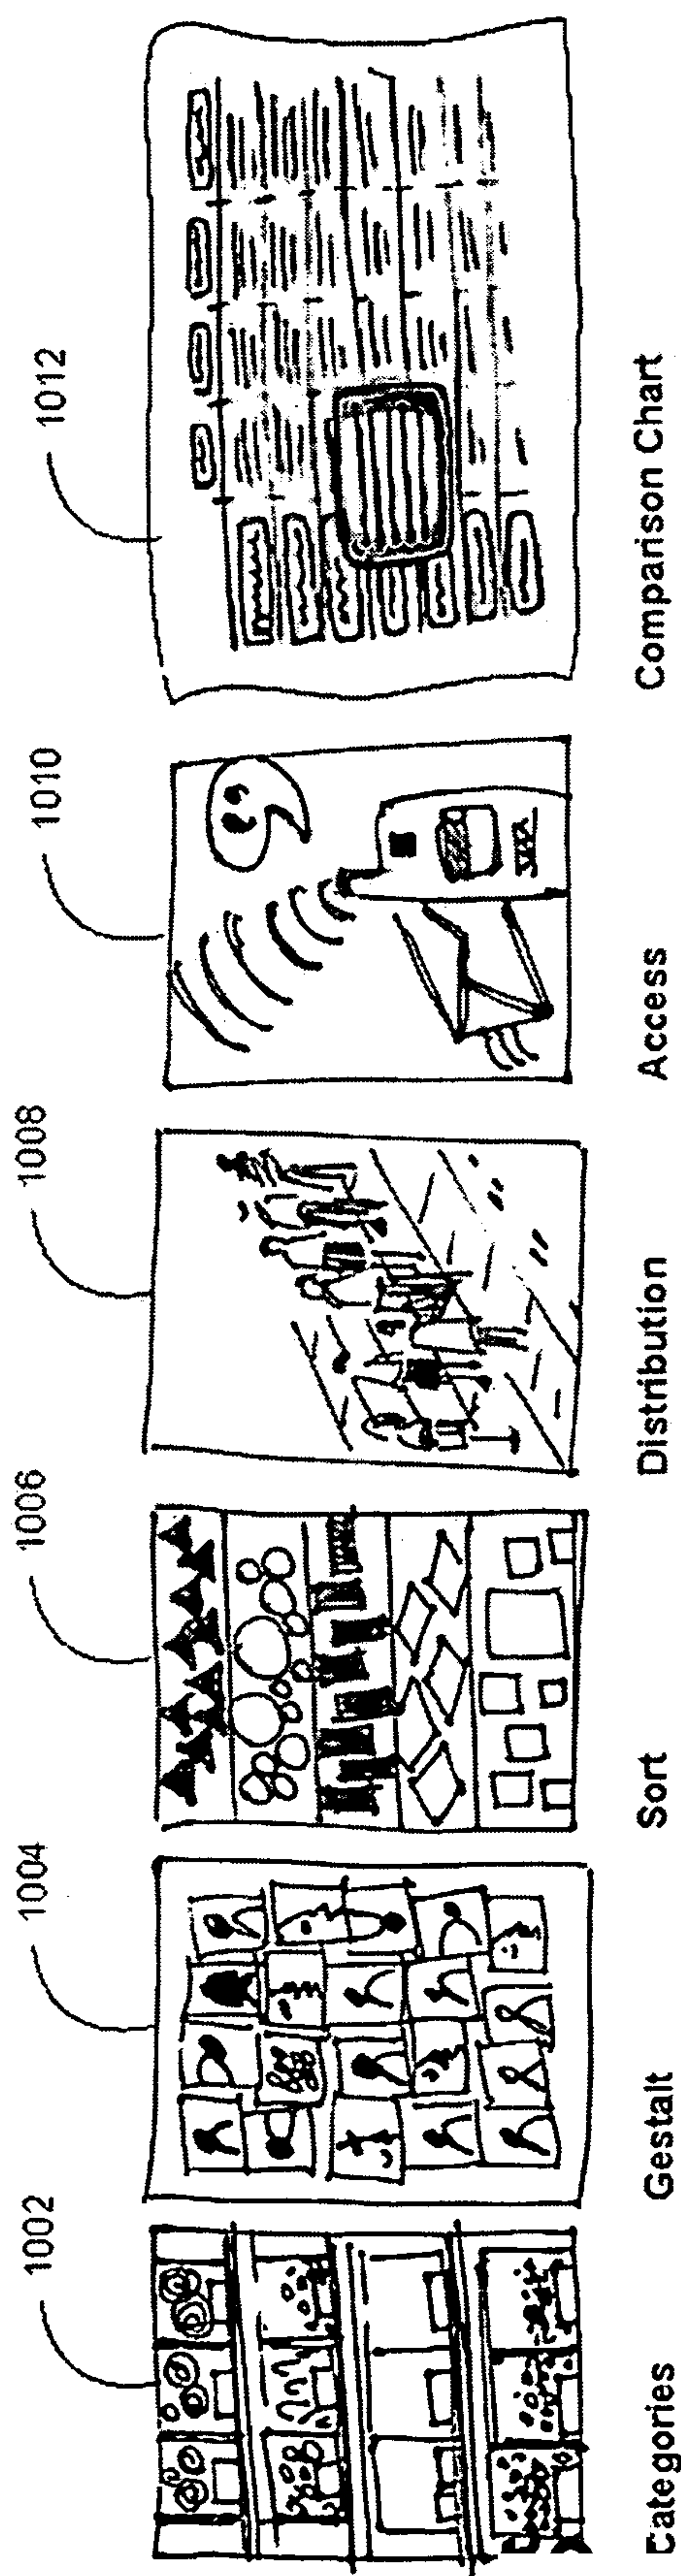 1002
1004
1006
1008
1010
1012
Categories
Gestalt
Sort
Distribution
Access
Comparison Chart